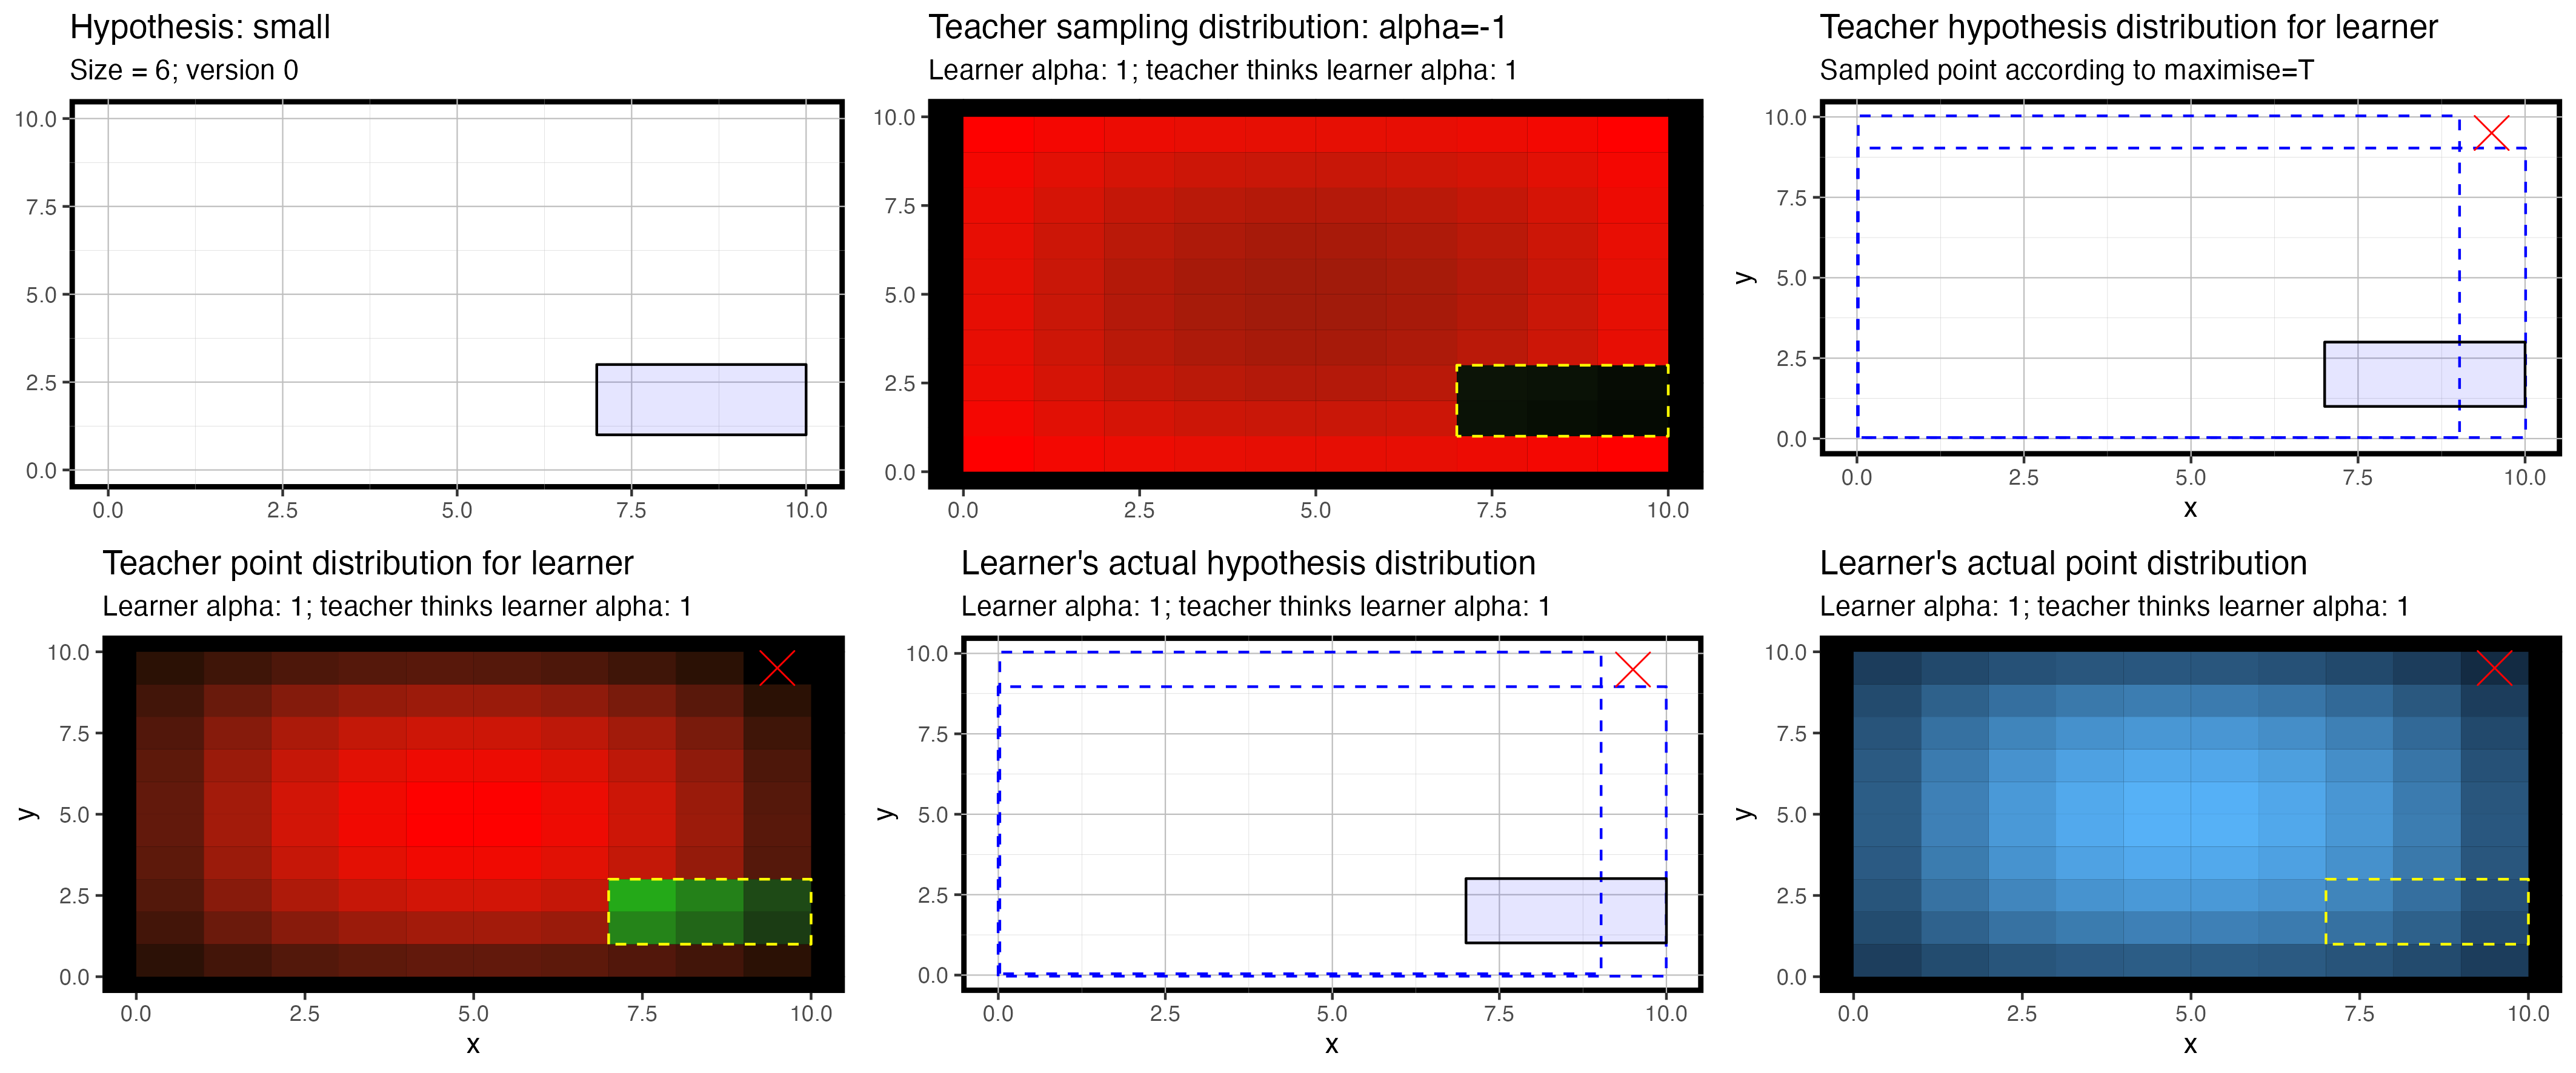 Hypothesis: small
Size = 6; version 0
10.0
7.5
5.0
2.5
0.0
0.0 2.5 5.0 7.5 10.0
Teacher sampling distribution: alpha=-1
Learner alpha: 1; teacher thinks learner alpha: 1
10.0
7.5
5.0
2.5
0.0
0.0 2.5 5.0 7.5 10.0
Teacher hypothesis distribution for learner
Sampled point according to maximise=T
y
10.0
7.5
5.0
2.5
0.0
0.0 2.5 5.0 7.5 10.0
x
Teacher point distribution for learner
Learner alpha: 1; teacher thinks learner alpha: 1
y
10.0
7.5
5.0
2.5
0.0
0.0 2.5 5.0 7.5 10.0
x
Learner's actual hypothesis distribution
Learner alpha: 1; teacher thinks learner alpha: 1
y
10.0
7.5
5.0
2.5
0.0
0.0 2.5 5.0 7.5 10.0
x
Learner's actual point distribution
Learner alpha: 1; teacher thinks learner alpha: 1
y
10.0
7.5
5.0
2.5
0.0
0.0 2.5 5.0 7.5 10.0
x